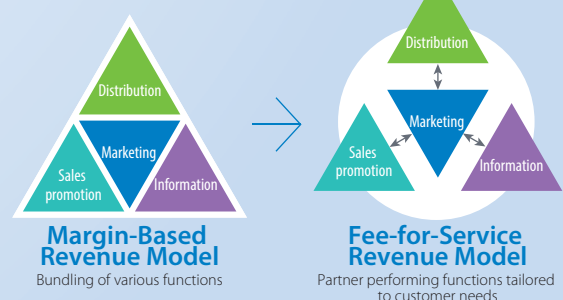 Distribution
Marketing
Sales
promotion
Information
Margin-Based
Revenue Model
Bundling of various functions
Distribution
Marketing
Sales
promotion
Information
Fee-for-Service
Revenue Model
Partner performing functions tailored
to customer needs